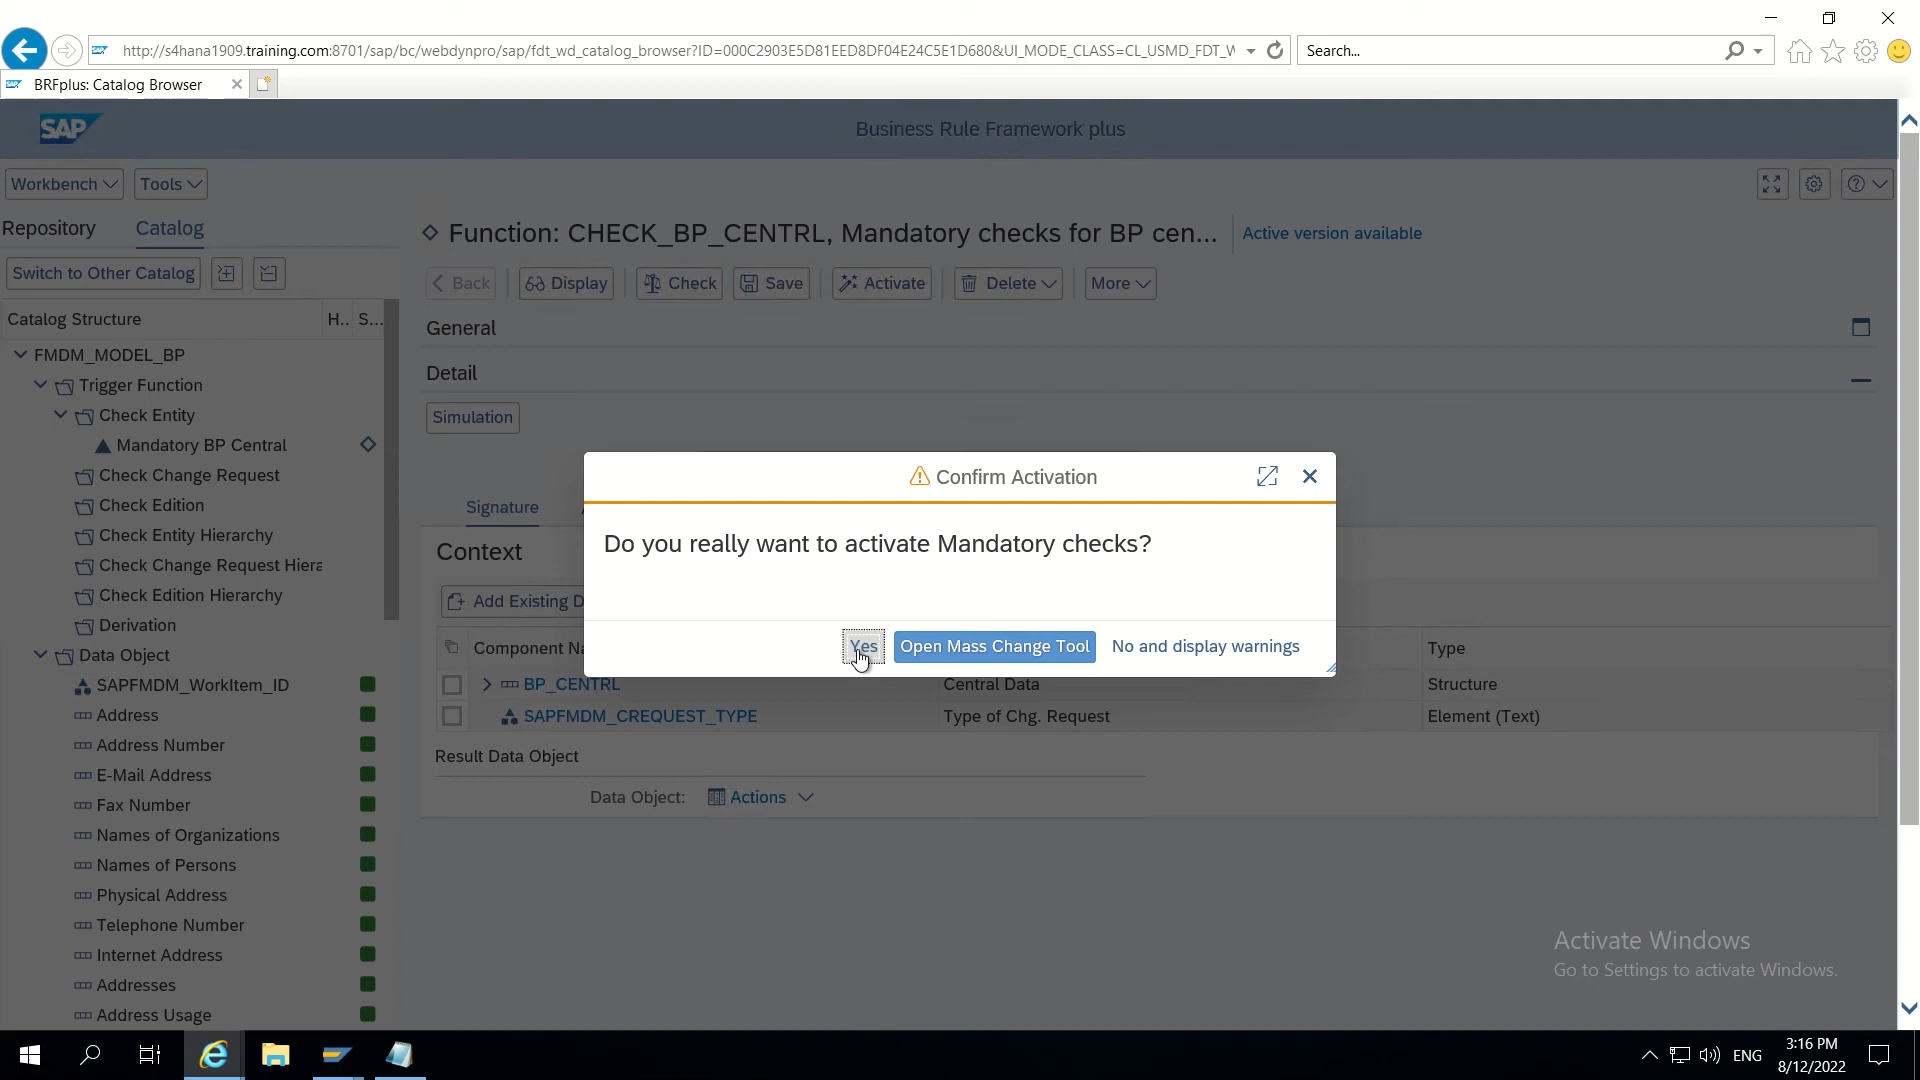 http://s4hana1909.training.com:8701/sap/bc/webdynpro/sap/fdt_wd_catalog_browser?ID=000C2903E5D81EED8DF04E24C5E1D680&UI_MODE_CLASS=CL_USMD_FDT_W
Search...
BRFplus: Catalog Browser
SAP
Business Rule Framework plus
Workbench
Tools
Repository
Catalog
Function: CHECK_BP_CENTRL, Mandatory checks for BP cen...
Active version available
Switch to Other Catalog
Back
Display
Check
Save
Activate
Delete
More
Catalog Structure
H..
S...
General
FMDM_MODEL_BP
Detail
Trigger Function
Check Entity
Simulation
Mandatory BP Central
Check Change Request
Confirm Activation
Check Edition
Signature
Check Entity Hierarchy
Do you really want to activate Mandatory checks?
Context
Check Change Request Hiera
Check Edition Hierarchy
Add Existing D
Derivation
Yes
Open Mass Change Tool
No and display warnings
Component Na
Type
Data Object
SAPFMDM_WorkItem_ID
BP_CENTRL
Central Data
Structure
Address
SAPFMDM_CREQUEST_TYPE
Type of Chg. Request
Element (Text)
Address Number
Result Data Object
E-Mail Address
Data Object:
Actions
Fax Number
Names of Organizations
Names of Persons
Physical Address
Telephone Number
Internet Address
Addresses
Address Usage
Activate Windows
Go to Settings to activate Windows.
ENG
3:16 PM
8/12/2022